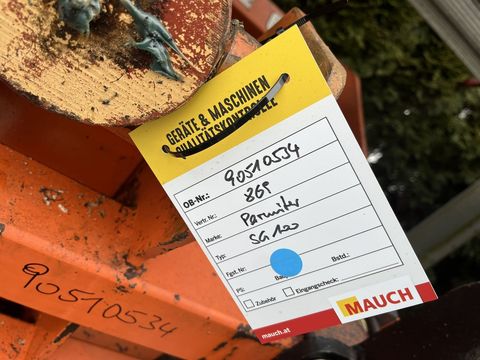 GERÄTE & MASCHINEN
QUALITÄTSKONTROLLE
OB-Nr.: 90510534
Vertr. Nr.: 869
Marke: Parmiter
Typ: SG 100
Fgst. Nr.:
PS: Bau Bstd.:
Zubehör Eingangscheck:
mauch.at MAUCH
90510534